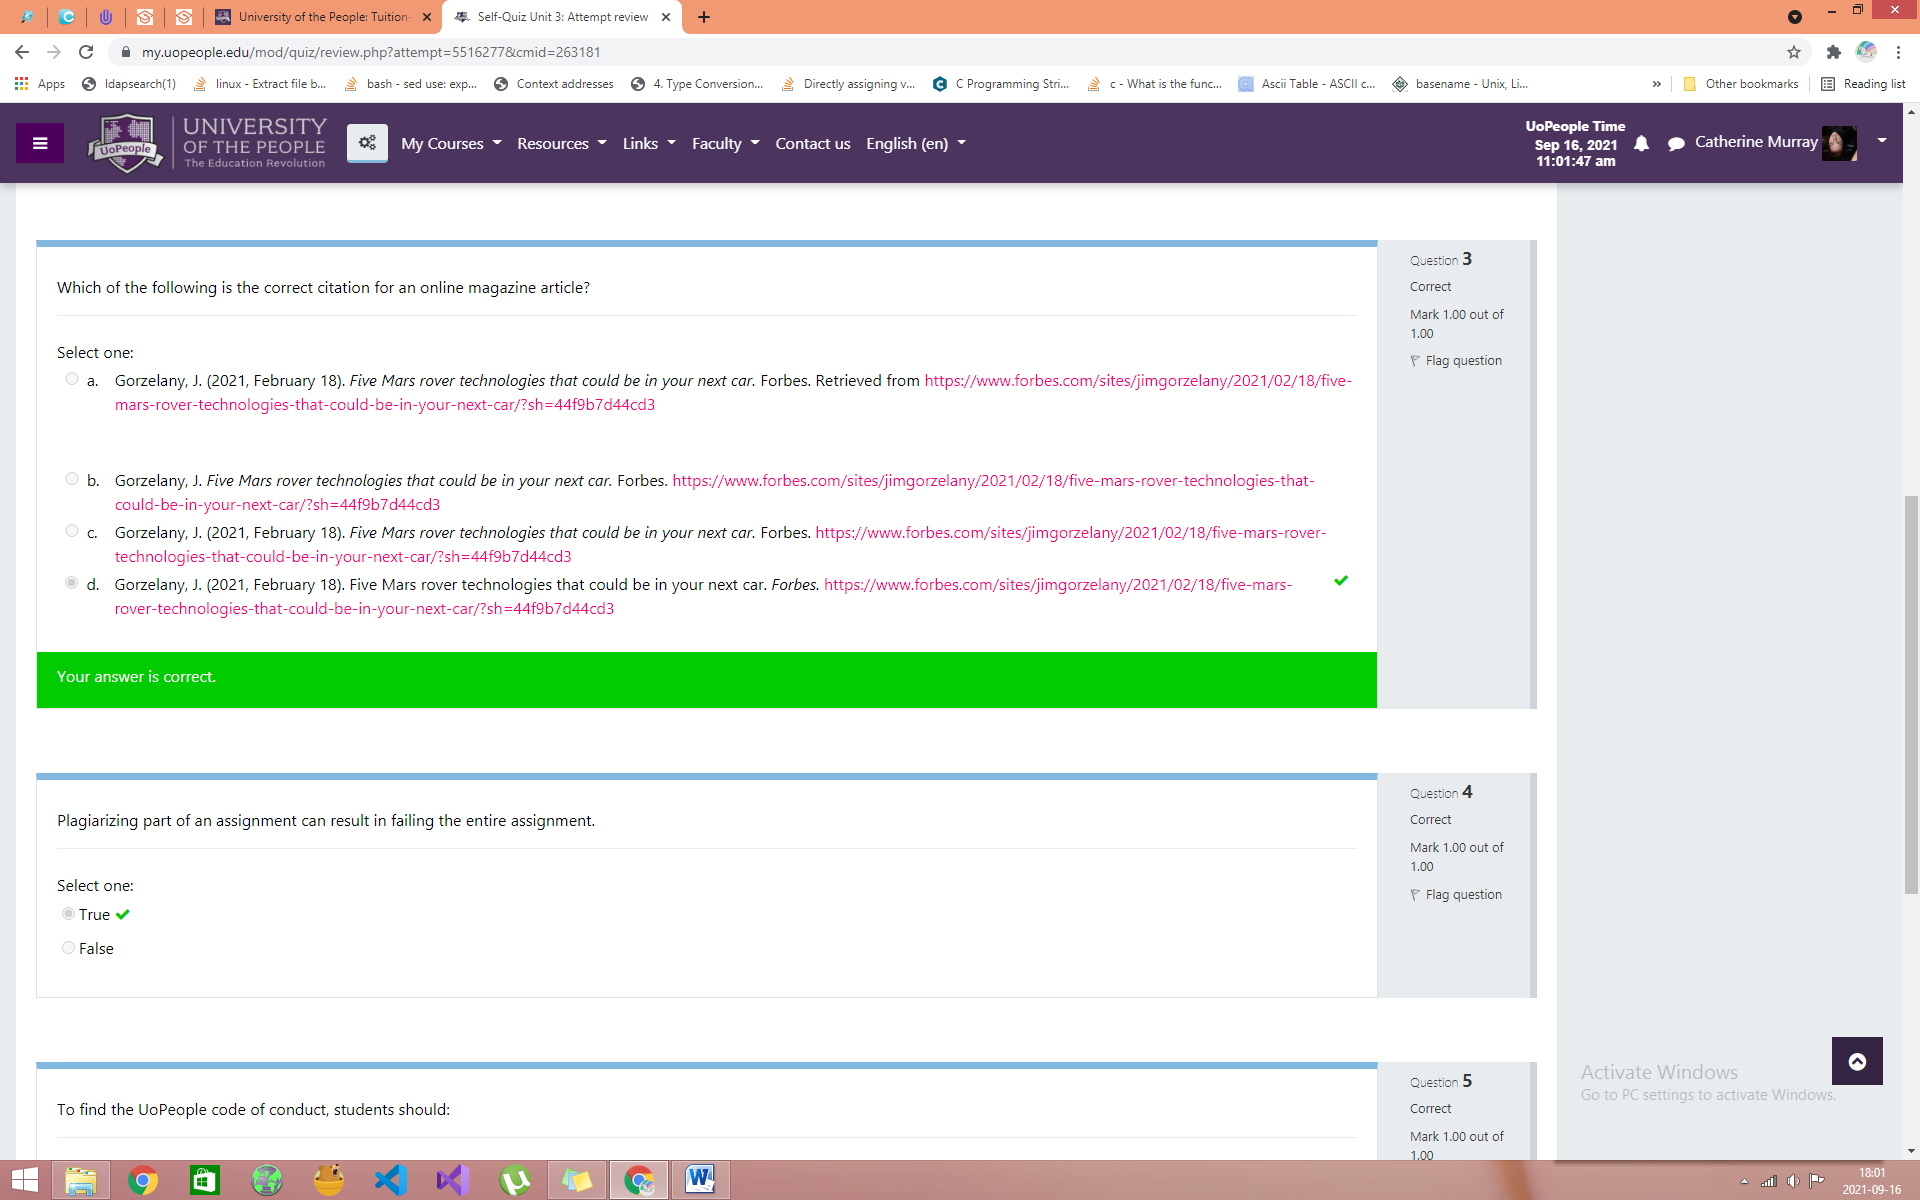 University of the People: Tuition-
Self-Quiz Unit 3: Attempt review
my.uopeople.edu/mod/quiz/review.php?attempt=5516277&cmid=263181
Apps
ldapsearch(1)
linux - Extract file b...
bash - sed use: exp...
Context addresses
4. Type Conversion...
Directly assigning v...
C Programming Stri...
c - What is the func...
Ascii Table - ASCII c...
basename - Unix, Li...
»
Other bookmarks
Reading list
UoPeople
UNIVERSITY
OF THE PEOPLE
The Education Revolution
My Courses
Resources
Links
Faculty
Contact us
English (en)
UoPeople Time
Sep 16, 2021
11:01:47 am
Catherine Murray
Which of the following is the correct citation for an online magazine article?
Select one:
a. Gorzelany, J. (2021, February 18). Five Mars rover technologies that could be in your next car. Forbes. Retrieved from https://www.forbes.com/sites/jimgorzelany/2021/02/18/five-
mars-rover-technologies-that-could-be-in-your-next-car/?sh=44f9b7d44cd3
b. Gorzelany, J. Five Mars rover technologies that could be in your next car. Forbes. https://www.forbes.com/sites/jimgorzelany/2021/02/18/five-mars-rover-technologies-that-
could-be-in-your-next-car/?sh=44f9b7d44cd3
c. Gorzelany, J. (2021, February 18). Five Mars rover technologies that could be in your next car. Forbes. https://www.forbes.com/sites/jimgorzelany/2021/02/18/five-mars-rover-
technologies-that-could-be-in-your-next-car/?sh=44f9b7d44cd3
d. Gorzelany, J. (2021, February 18). Five Mars rover technologies that could be in your next car. Forbes. https://www.forbes.com/sites/jimgorzelany/2021/02/18/five-mars-
rover-technologies-that-could-be-in-your-next-car/?sh=44f9b7d44cd3
Your answer is correct.
Question 3
Correct
Mark 1.00 out of
1.00
Flag question
Plagiarizing part of an assignment can result in failing the entire assignment.
Select one:
True
False
Question 4
Correct
Mark 1.00 out of
1.00
Flag question
To find the UoPeople code of conduct, students should:
Question 5
Correct
Mark 1.00 out of
1.00
Activate Windows
Go to PC settings to activate Windows.
18:01
2021-09-16